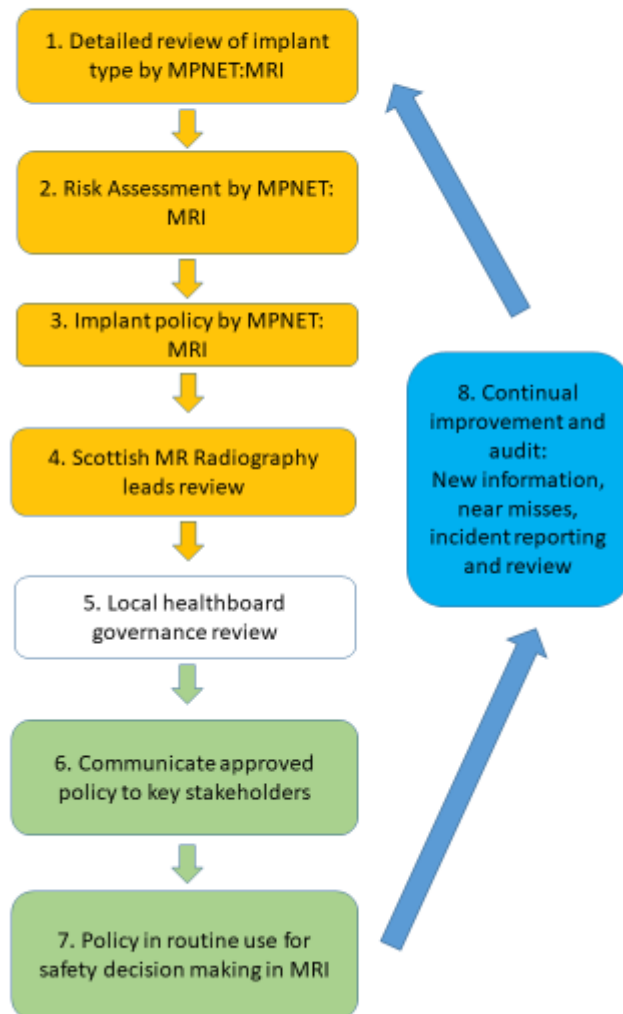 1. Detailed review of implant
type by MPNET:MRI
2. Risk Assessment by MPNET:
MRI
3. Implant policy by MPNET:
MRI
4. Scottish MR Radiography
leads review
5. Local healthboard
governance review
6. Communicate approved
policy to key stakeholders
7. Policy in routine use for
safety decision making in MRI
8. Continual
improvement and
audit:
New information,
near misses,
incident reporting
and review